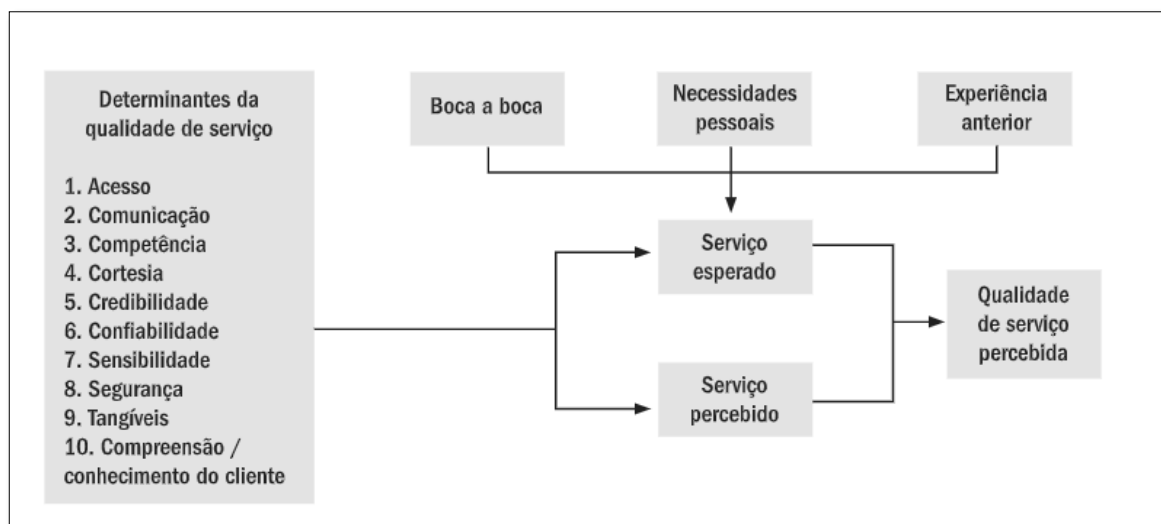 Determinantes da
qualidade de serviço
1. Acesso
2. Comunicação
3. Competência
4. Cortesia
5. Credibilidade
6. Confiabilidade
7. Sensibilidade
8. Segurança
9. Tangíveis
10. Compreensão /
conhecimento do cliente
Boca a boca
Necessidades
pessoais
Experiência
anterior
Serviço
esperado
Serviço
percebido
Qualidade
de serviço
percebida